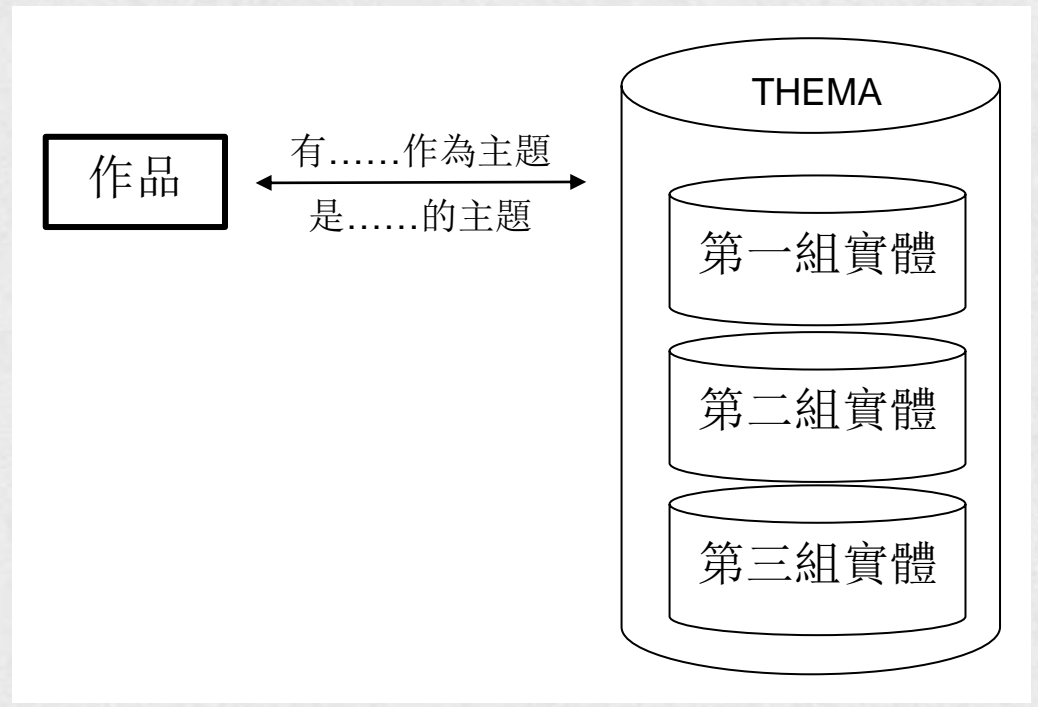 作品
有……作為主題
是……的主題
THEMA
第一組實體
第二組實體
第三組實體